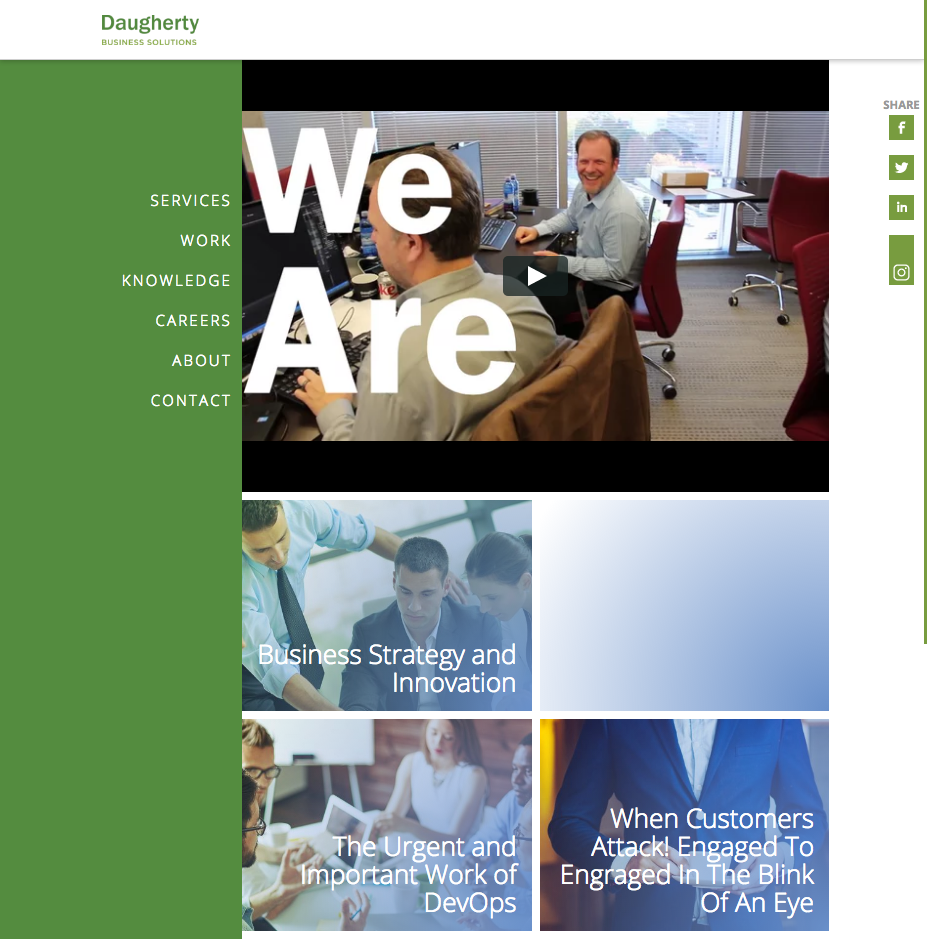 Daugherty
BUSINESS SOLUTIONS
SERVICES
WORK
KNOWLEDGE
CAREERS
ABOUT
CONTACT
We
Are
SHARE
f
in
Business Strategy and
Innovation
The Urgent and
Important Work of
DevOps
When Customers
Attack! Engaged To
Engraged In The Blink
Of An Eye